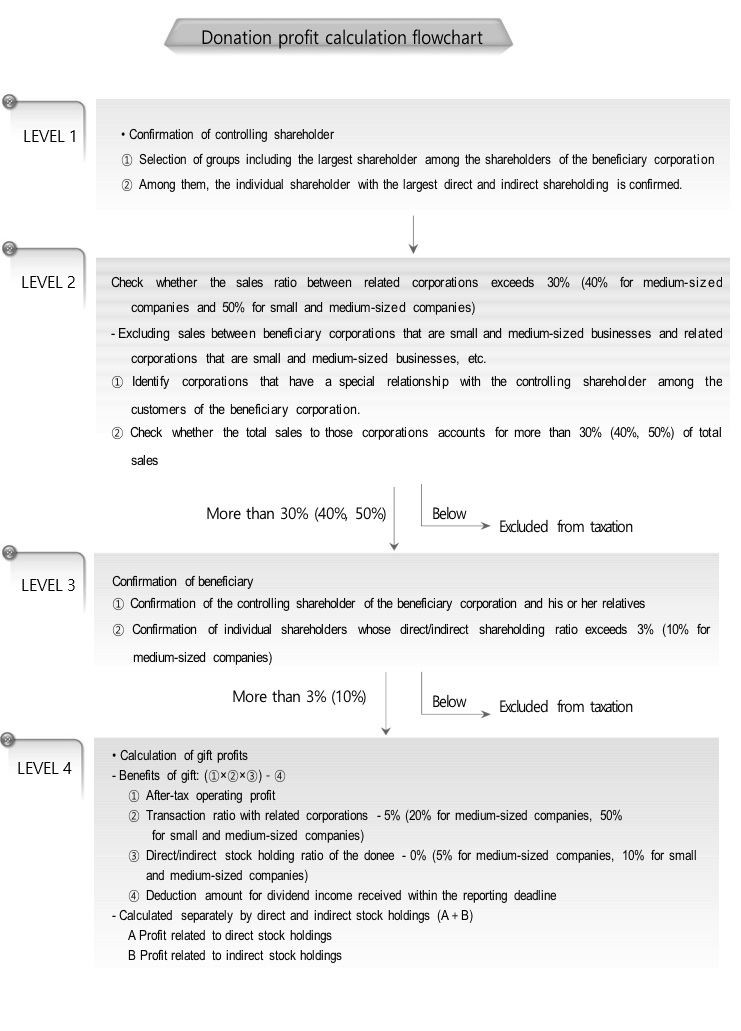 Donation profit calculation flowchart
LEVEL 1
• Confirmation of controlling shareholder
① Selection of groups including the largest shareholder among the shareholders of the beneficiary corporation
② Among them, the individual shareholder with the largest direct and indirect shareholding is confirmed.
LEVEL 2
Check whether the sales ratio between related corporations exceeds 30% (40% for medium-sized
companies and 50% for small and medium-sized companies)
- Excluding sales between beneficiary corporations that are small and medium-sized businesses and related
corporations that are small and medium-sized businesses, etc.
① Identify corporations that have a special relationship with the controlling shareholder among the
customers of the beneficiary corporation.
② Check whether the total sales to those corporations accounts for more than 30% (40%, 50%) of total
sales
More than 30% (40%, 50%)
Below
Excluded from taxation
LEVEL 3
Confirmation of beneficiary
① Confirmation of the controlling shareholder of the beneficiary corporation and his or her relatives
② Confirmation of individual shareholders whose direct/indirect shareholding ratio exceeds 3% (10% for
medium-sized companies)
More than 3% (10%)
Below
Excluded from taxation
LEVEL 4
• Calculation of gift profits
- Benefits of gift: (①×②×③) - ④
① After-tax operating profit
② Transaction ratio with related corporations - 5% (20% for medium-sized companies, 50%
for small and medium-sized companies)
③ Direct/indirect stock holding ratio of the donee - 0% (5% for medium-sized companies, 10% for small
and medium-sized companies)
④ Deduction amount for dividend income received within the reporting deadline
- Calculated separately by direct and indirect stock holdings (A + B)
A Profit related to direct stock holdings
B Profit related to indirect stock holdings